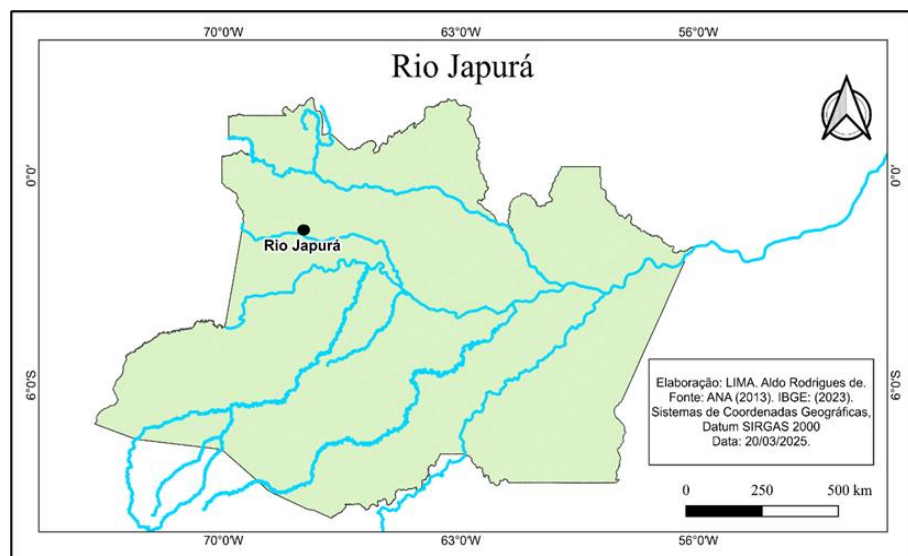 70°0'W 63°0'W 56°0'W
Rio Japurá
0°0'
0°0'
Rio Japurá
6°0'S
6°0'S
Elaboração: LIMA. Aldo Rodrigues de.
Fonte: ANA (2013). IBGE: (2023).
Sistemas de Coordenadas Geográficas,
Datum SIRGAS 2000
Data: 20/03/2025.
0 250 500 km
70°0'W 63°0'W 56°0'W